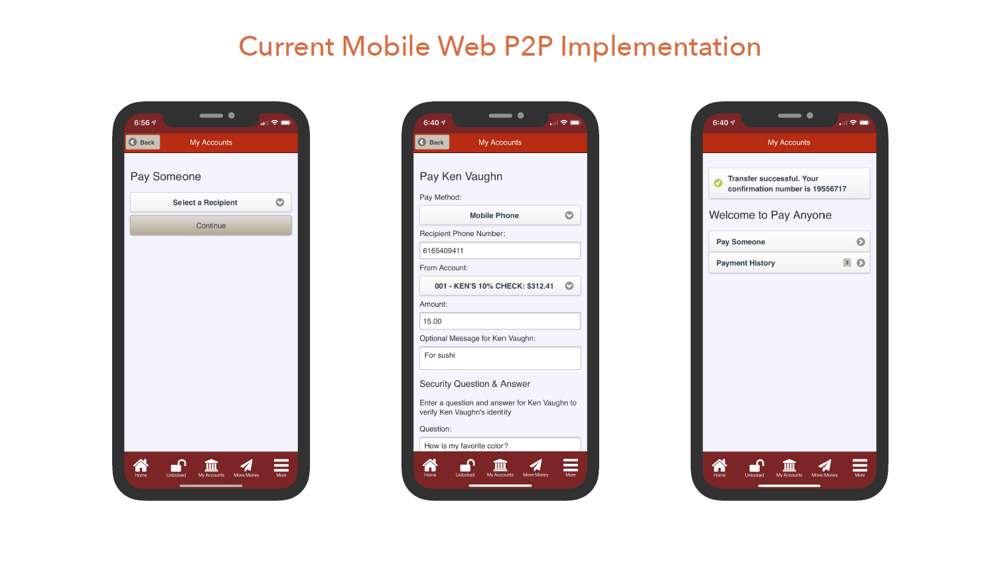 Current Mobile Web P2P Implementation
6:56
Back
My Accounts
Pay Someone
Select a Recipient
Continue
Home
Unlocked
My Accounts
Move Money
More
6:40
Back
My Accounts
Pay Ken Vaughn
Pay Method:
Mobile Phone
Recipient Phone Number:
6165409411
From Account:
001 - KEN'S 10% CHECK: $312.41
Amount:
15.00
Optional Message for Ken Vaughn:
For sushi
Security Question & Answer
Enter a question and answer for Ken Vaughn to
verify Ken Vaughn's identity
Question:
How is my favorite color?
Home
Unlocked
My Accounts
Move Money
More
6:40
My Accounts
Transfer successful. Your
confirmation number is 19556717
Welcome to Pay Anyone
Pay Someone
Payment History
3
Home
Unlocked
My Accounts
Move Money
More